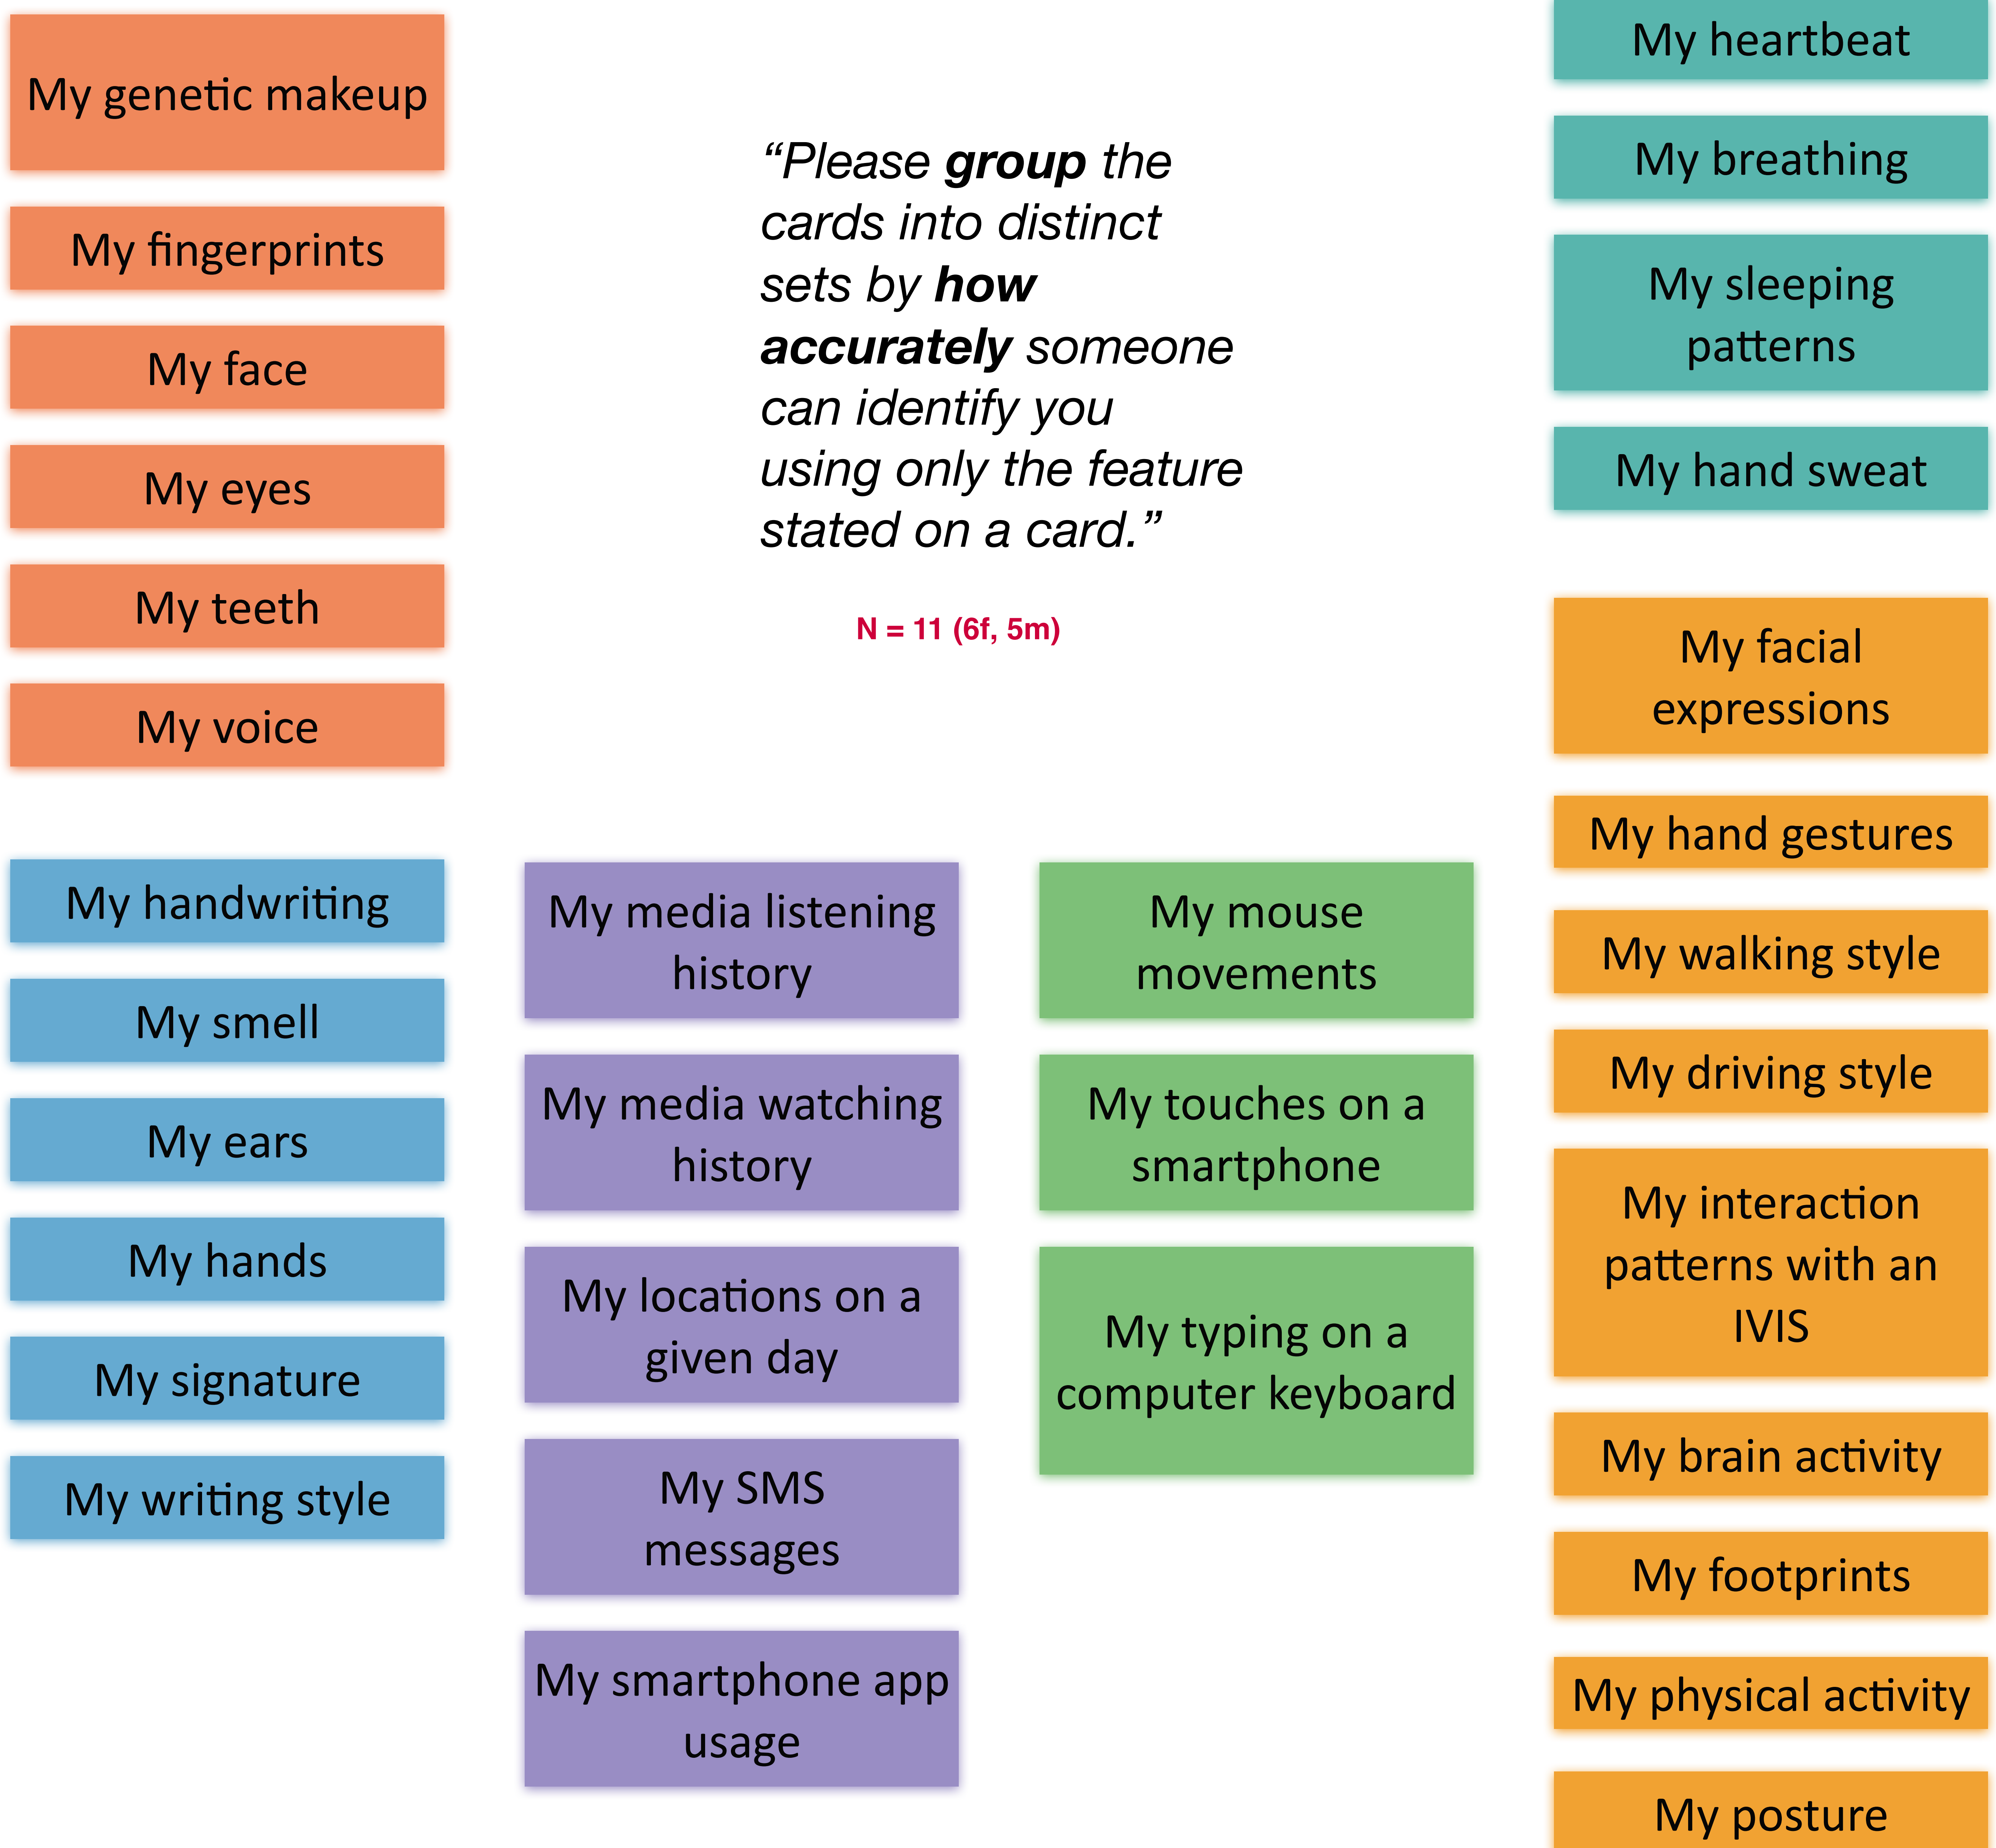 My genetic makeup
My fingerprints
My face
My eyes
My teeth
My voice
“Please group the
cards into distinct
sets by how
accurately someone
can identify you
using only the feature
stated on a card.”
N = 11 (6f, 5m)
My heartbeat
My breathing
My sleeping
patterns
My hand sweat
My handwriting
My smell
My ears
My hands
My signature
My writing style
My media listening
history
My media watching
history
My locations on a
given day
My SMS
messages
My smartphone app
usage
My mouse
movements
My touches on a
smartphone
My typing on a
computer keyboard
My facial
expressions
My hand gestures
My walking style
My driving style
My interaction
patterns with an
IVIS
My brain activity
My footprints
My physical activity
My posture